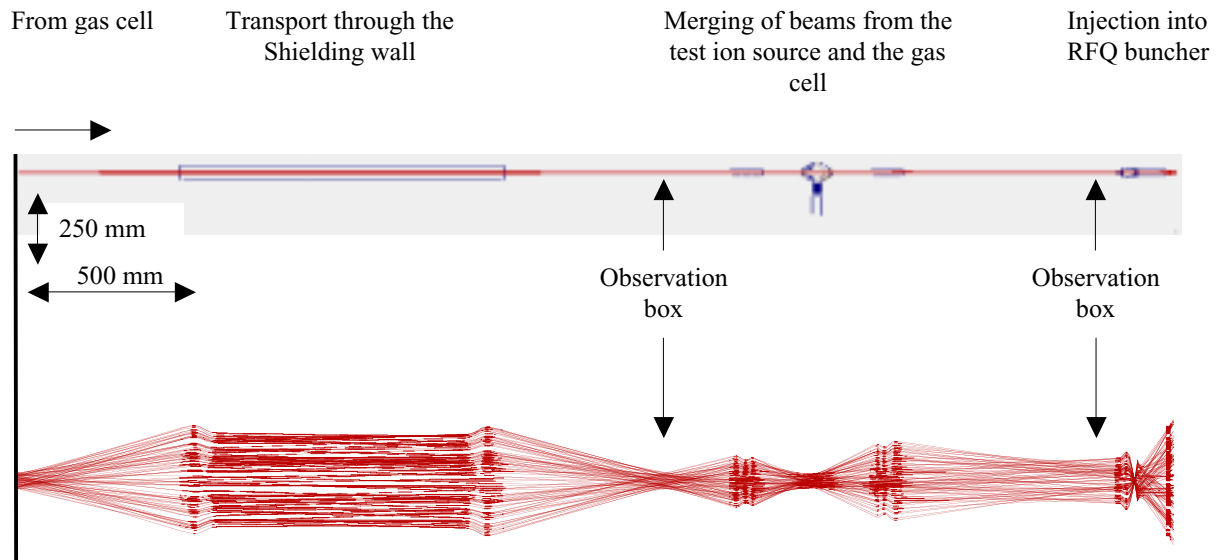 From gas cell
Transport through the
Shielding wall
Merging of beams from the
test ion source and the gas
cell
Injection into
RFQ buncher
250 mm
500 mm
Observation
box
Observation
box